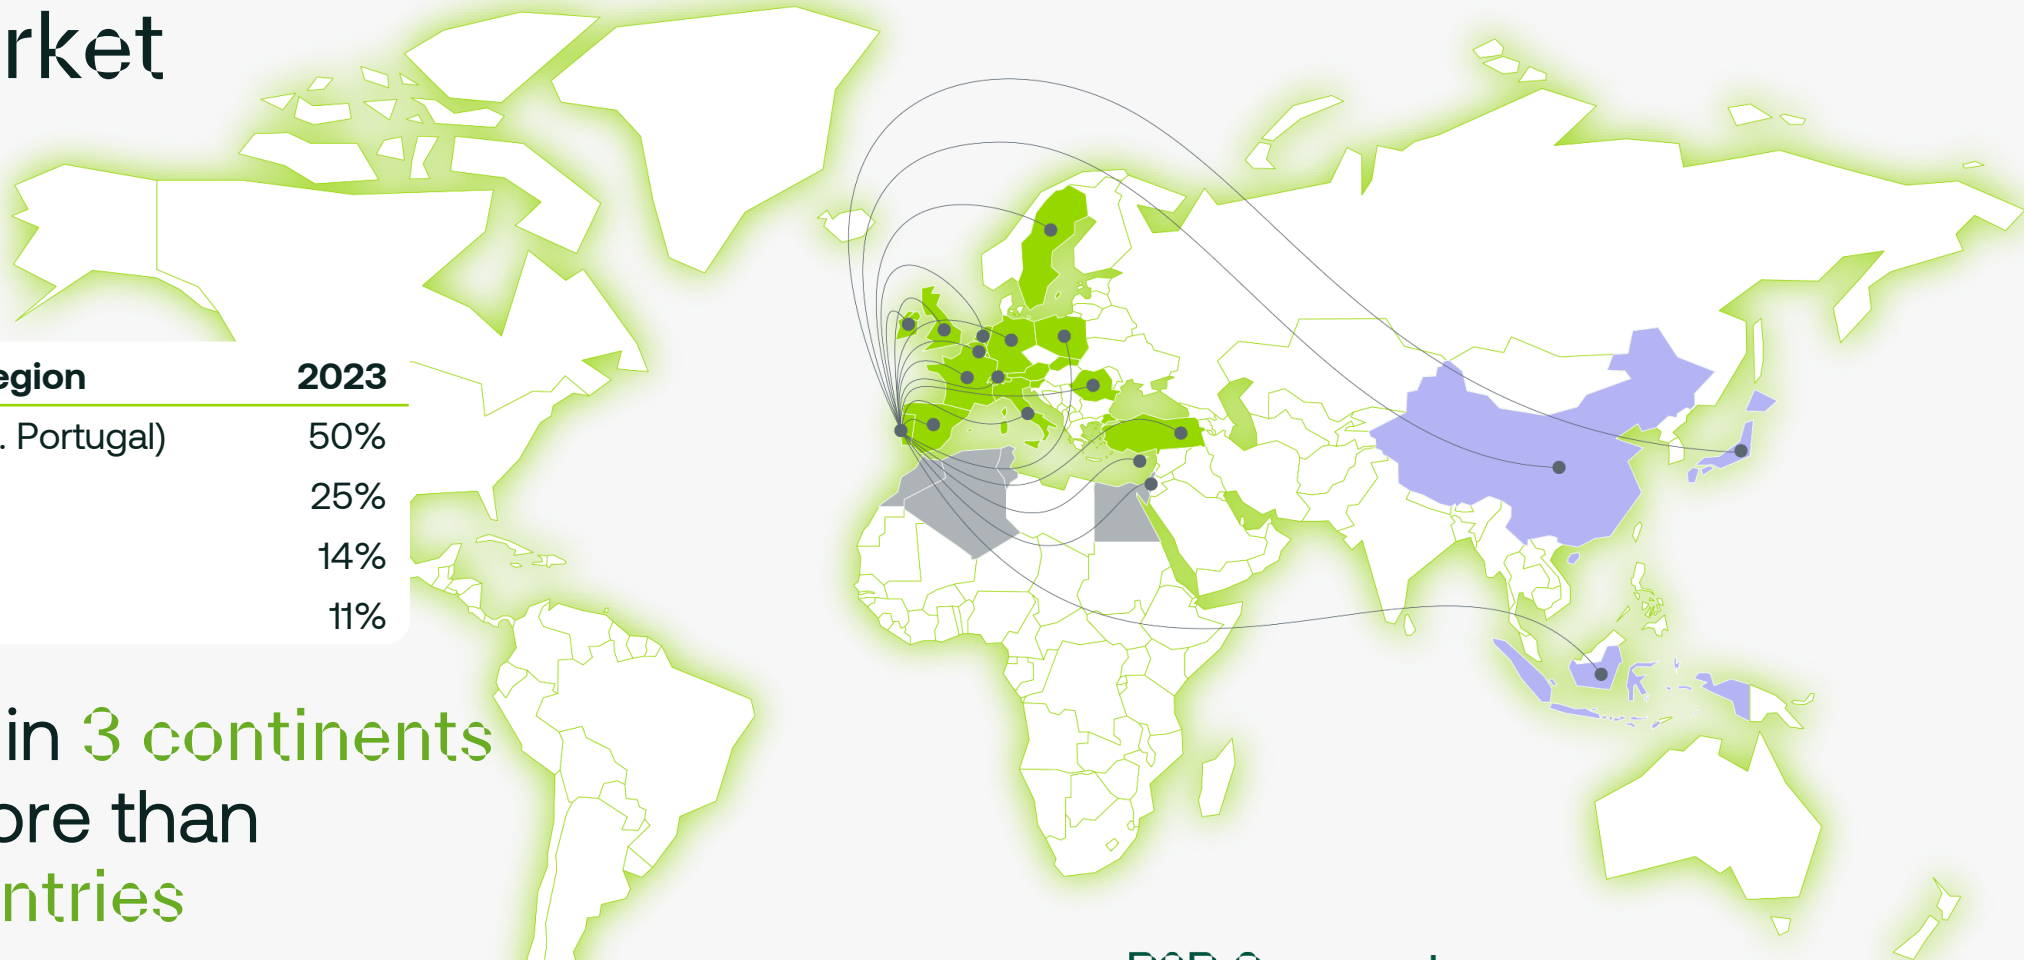 rket
egion 2023
. Portugal) 50%
25%
14%
11%
in 3 continents
ore than
ntries